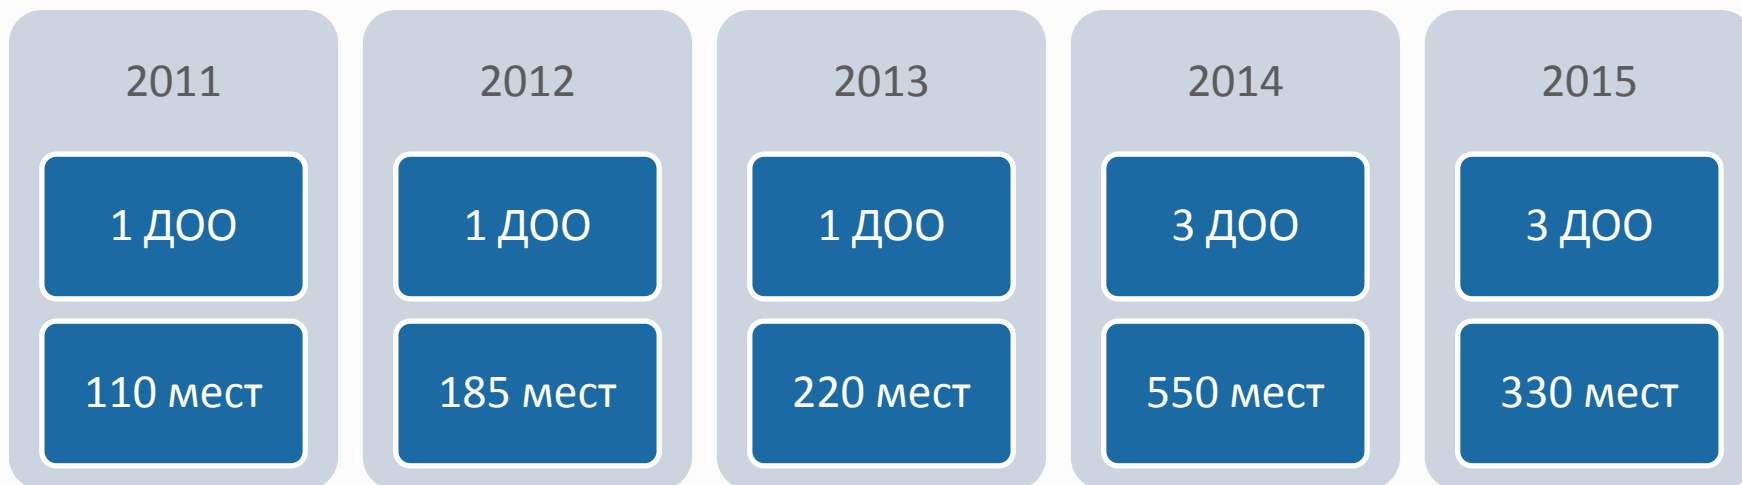 2011
1 ДОО
110 мест
2012
1 ДОО
185 мест
2013
1 ДОО
220 мест
2014
3 ДОО
550 мест
2015
3 ДОО
330 мест